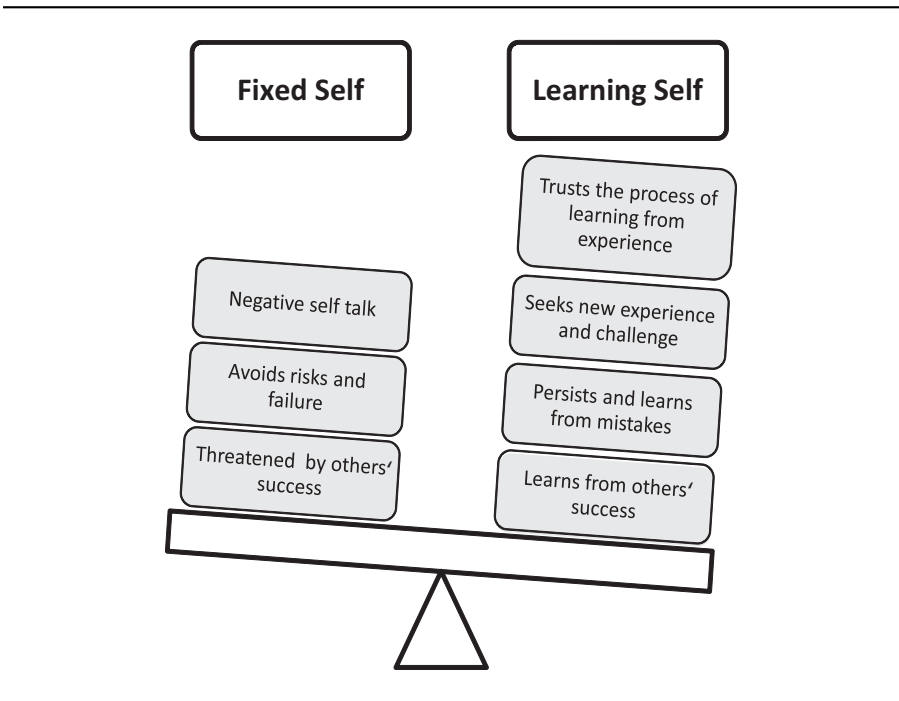 Fixed Self
Learning Self
Negative self talk
Avoids risks and
failure
Threatened  by others‘
success
Trusts the process of
learning from
experience
Seeks new experience
and challenge
Persists and learns
from mistakes
Learns from others‘
success